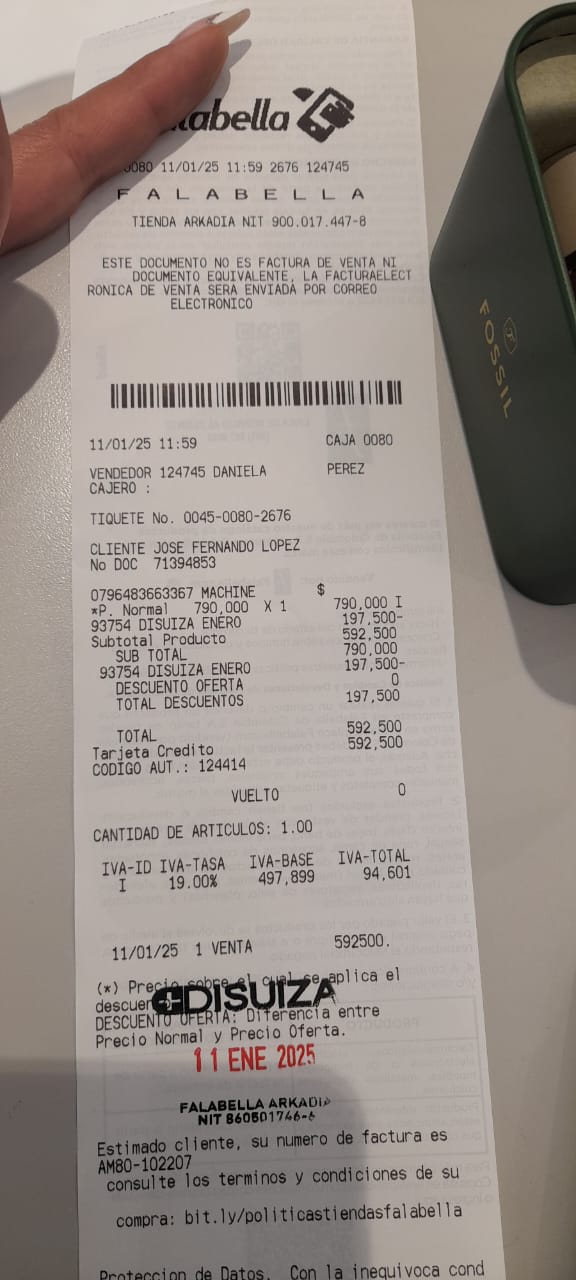 labella
0080 11/01/25 11:59 2676 124745
F A L A B E L L A
TIENDA ARKADIA NIT 900.017.447-8
ESTE DOCUMENTO NO ES FACTURA DE VENTA NI
DOCUMENTO EQUIVALENTE, LA FACTURAELECT
RONICA DE VENTA SERA ENVIADA POR CORREO
ELECTRONICO
11/01/25 11:59 CAJA 0080
VENDEDOR 124745 DANIELA PEREZ
CAJERO :
TIQUETE No. 0045-0080-2676
CLIENTE JOSE FERNANDO LOPEZ
No DOC 71394853
0796483663367 MACHINE $
*P. Normal 790,000 X 1 790,000 I
93754 DISUIZA ENERO 197,500-
Subtotal Producto 592,500
SUB TOTAL 790,000
93754 DISUIZA ENERO 197,500-
DESCUENTO OFERTA 0
TOTAL DESCUENTOS 197,500
TOTAL 592,500
Tarjeta Credito 592,500
CODIGO AUT.: 124414
VUELTO 0
CANTIDAD DE ARTICULOS: 1.00
IVA-ID IVA-TASA IVA-BASE IVA-TOTAL
I 19.00% 497,899 94,601
11/01/25 1 VENTA 592500.
(*) Precio sobre el cual se aplica el
descuen
DISUIZA
DESCUENTO OFERTA: Diferencia entre
Precio Normal y Precio Oferta.
11 ENE 2025
FALABELLA ARKADIA
NIT 860501746-6
Estimado cliente, su numero de factura es
AM80-102207
consulte los terminos y condiciones de su
compra: bit.ly/politicastiendasfalabella
Proteccion de Datos. Con la inequivoca cond
FOSSIL